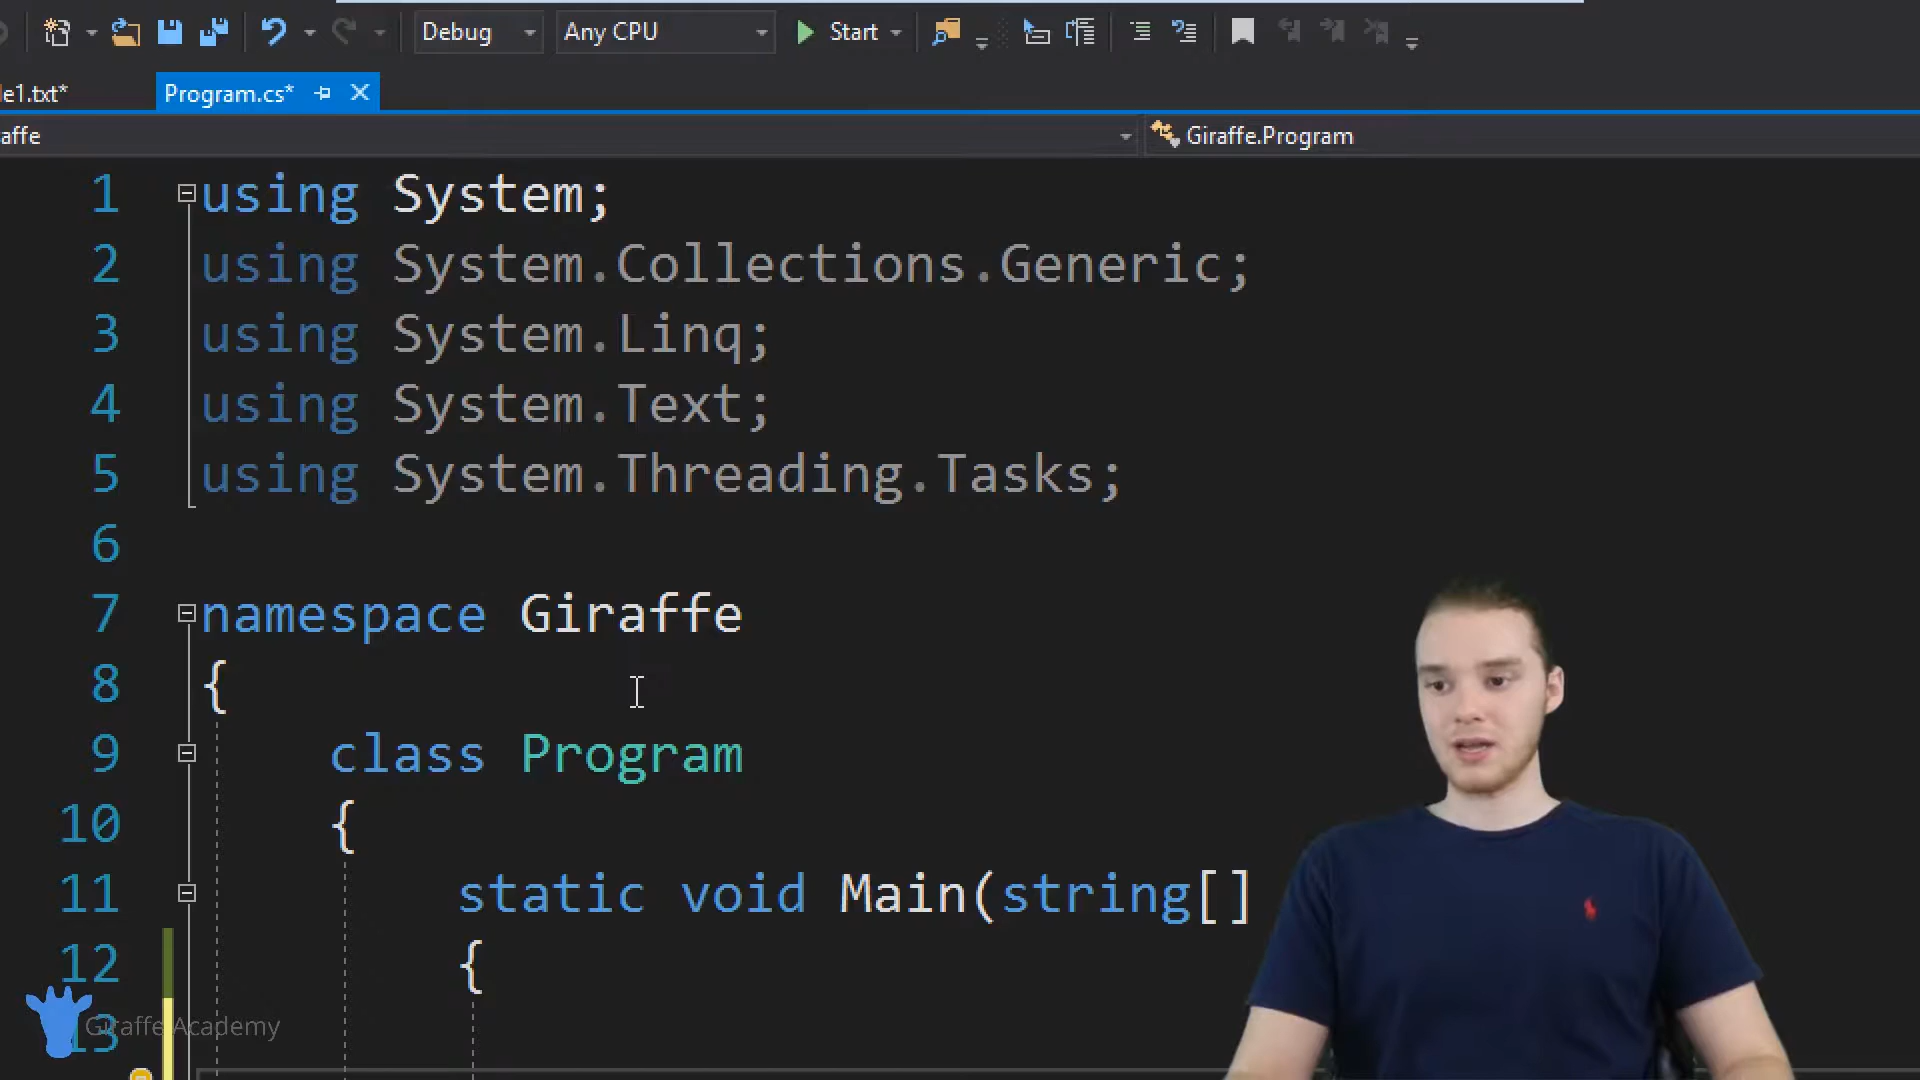 Debug
Any CPU
Start
e1.txt*
Program.cs*
affe
Giraffe.Program
1 using System;
2 using System.Collections.Generic;
3 using System.Linq;
4 using System.Text;
5 using System.Threading.Tasks;
6
7 namespace Giraffe
8 {
9 class Program
10 {
11 static void Main(string[]
12 {
13
Giraffe Academy